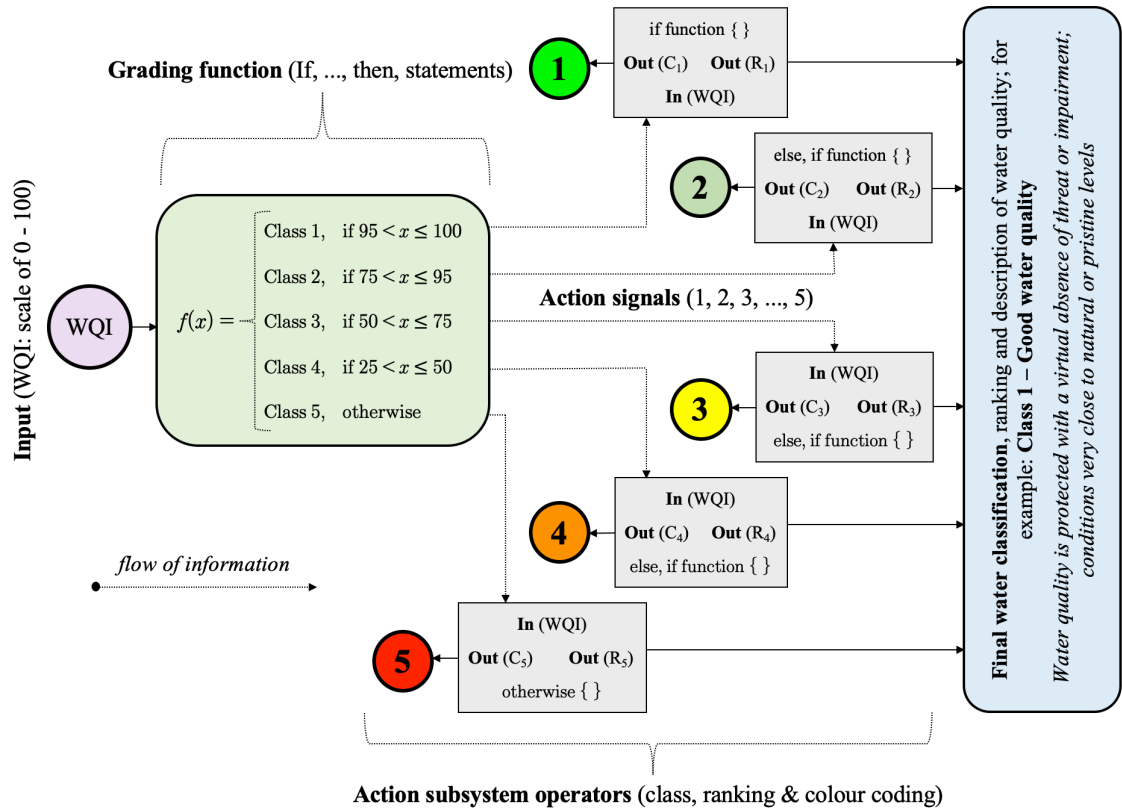 Grading function (If, ..., then, statements)
Input (WQI: scale of 0 - 100)
WQI
f(x) =
Class 1, if 95 < x ≤ 100
Class 2, if 75 < x ≤ 95
Class 3, if 50 < x ≤ 75
Class 4, if 25 < x ≤ 50
Class 5, otherwise
flow of information
Action signals (1, 2, 3, ..., 5)
1
if function { }
Out (C₁) Out (R₁)
In (WQI)
2
else, if function { }
Out (C₂) Out (R₂)
In (WQI)
3
In (WQI)
Out (C₃) Out (R₃)
else, if function { }
4
In (WQI)
Out (C₄) Out (R₄)
else, if function { }
5
In (WQI)
Out (C₅) Out (R₅)
otherwise { }
Action subsystem operators (class, ranking & colour coding)
Final water classification, ranking and description of water quality; for
example: Class 1 – Good water quality
Water quality is protected with a virtual absence of threat or impairment;
conditions very close to natural or pristine levels